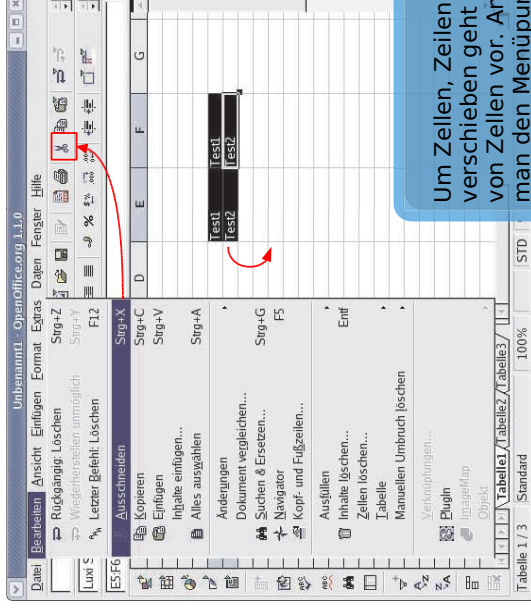 Unbenannt1 - OpenOffice.org 1.1.0
Datei Bearbeiten Ansicht Einfügen Format Extras Daten Fenster Hilfe
Rückgängig: Löschen Strg+Z
Wiederherstellen unmöglich Strg+Y
Letzter Befehl: Löschen F12
Ausschneiden Strg+X
Kopieren Strg+C
Einfügen Strg+V
Inhalte einfügen...
Alles auswählen Strg+A
Änderungen
Dokument vergleichen...
Suchen & Ersetzen... Strg+G
Navigator F5
Kopf- und Fußzeilen...
Ausfüllen
Inhalte löschen... Entf
Zellen löschen...
Tabelle
Manuellen Umbruch löschen
Verknüpfungen...
PlugIn
ImageMap
Objekt
Luxi S
E5:F6
D E F G
Test1 Test1
Test2 Test2
Um Zellen, Zeilen
verschieben geht
von Zellen vor. An
man den Menüpun
Tabelle1 Tabelle2 Tabelle3
Tabelle 1 / 3 Standard 100% STD